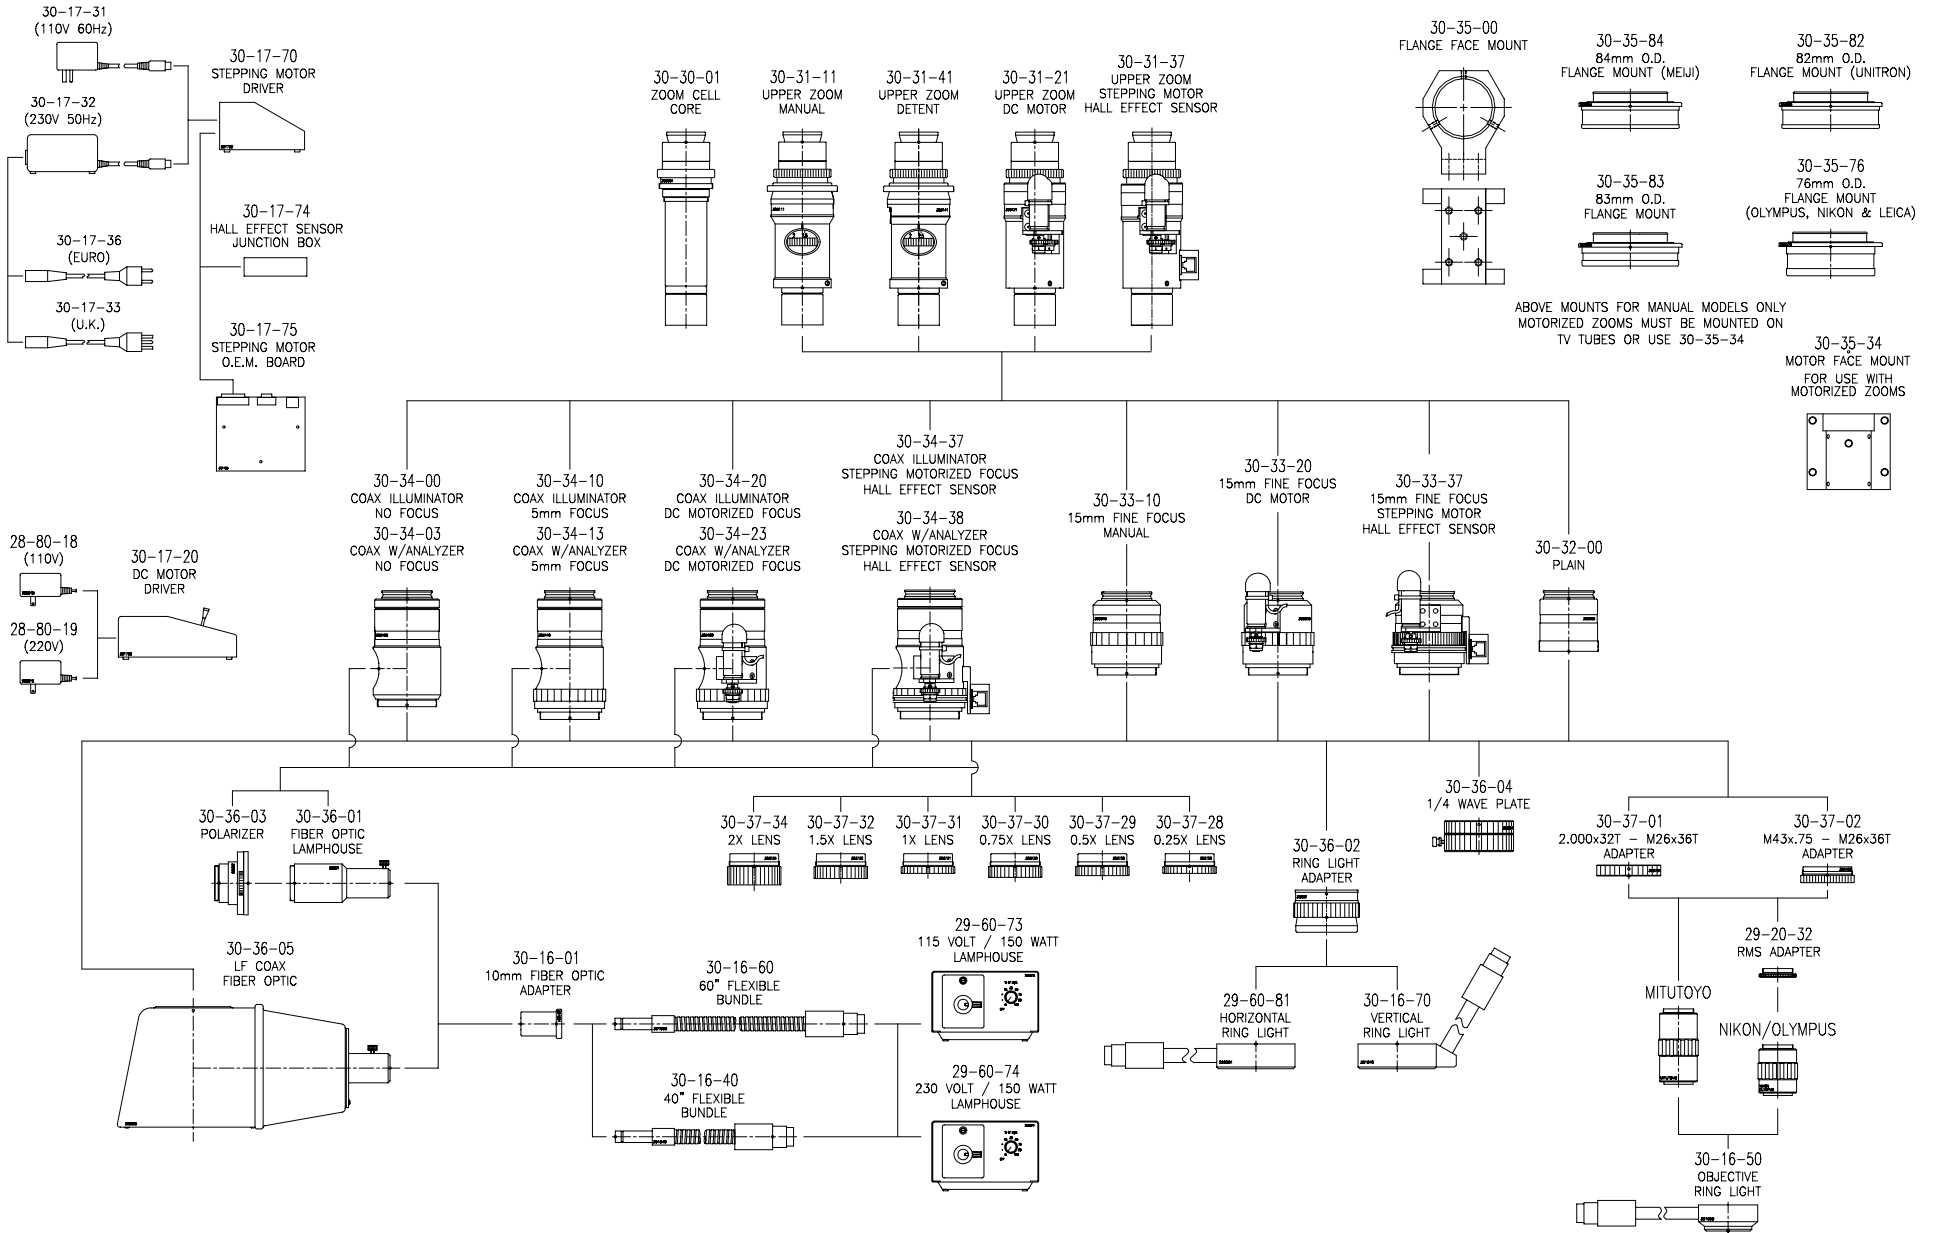 30-17-31
(110V 60Hz)
30-17-70
STEPPING MOTOR
DRIVER
30-17-32
(230V 50Hz)
30-17-74
HALL EFFECT SENSOR
JUNCTION BOX
30-17-36
(EURO)
30-17-33
(U.K.)
30-17-75
STEPPING MOTOR
O.E.M. BOARD
30-30-01
ZOOM CELL
CORE
30-31-11
UPPER ZOOM
MANUAL
30-31-41
UPPER ZOOM
DETENT
30-31-21
UPPER ZOOM
DC MOTOR
30-31-37
UPPER ZOOM
STEPPING MOTOR
HALL EFFECT SENSOR
30-35-00
FLANGE FACE MOUNT
30-35-84
84mm O.D.
FLANGE MOUNT (MEIJI)
30-35-82
82mm O.D.
FLANGE MOUNT (UNITRON)
30-35-83
83mm O.D.
FLANGE MOUNT
30-35-76
76mm O.D.
FLANGE MOUNT
(OLYMPUS, NIKON & LEICA)
ABOVE MOUNTS FOR MANUAL MODELS ONLY
MOTORIZED ZOOMS MUST BE MOUNTED ON
TV TUBES OR USE 30-35-34
30-35-34
MOTOR FACE MOUNT
FOR USE WITH
MOTORIZED ZOOMS
28-80-18
(110V)
28-80-19
(220V)
30-17-20
DC MOTOR
DRIVER
30-34-00
COAX ILLUMINATOR
NO FOCUS
30-34-03
COAX W/ANALYZER
NO FOCUS
30-34-10
COAX ILLUMINATOR
5mm FOCUS
30-34-13
COAX W/ANALYZER
5mm FOCUS
30-34-20
COAX ILLUMINATOR
DC MOTORIZED FOCUS
30-34-23
COAX W/ANALYZER
DC MOTORIZED FOCUS
30-34-37
COAX ILLUMINATOR
STEPPING MOTORIZED FOCUS
HALL EFFECT SENSOR
30-34-38
COAX W/ANALYZER
STEPPING MOTORIZED FOCUS
HALL EFFECT SENSOR
30-33-10
15mm FINE FOCUS
MANUAL
30-33-20
15mm FINE FOCUS
DC MOTOR
30-33-37
15mm FINE FOCUS
STEPPING MOTOR
HALL EFFECT SENSOR
30-32-00
PLAIN
30-36-03
POLARIZER
30-36-01
FIBER OPTIC
LAMPHOUSE
30-37-34
2X LENS
30-37-32
1.5X LENS
30-37-31
1X LENS
30-37-30
0.75X LENS
30-37-29
0.5X LENS
30-37-28
0.25X LENS
30-36-02
RING LIGHT
ADAPTER
30-36-04
1/4 WAVE PLATE
30-37-01
2.000x32T - M26x36T
ADAPTER
30-37-02
M43x.75 - M26x36T
ADAPTER
30-36-05
LF COAX
FIBER OPTIC
30-16-01
10mm FIBER OPTIC
ADAPTER
30-16-60
60" FLEXIBLE
BUNDLE
30-16-40
40" FLEXIBLE
BUNDLE
29-60-73
115 VOLT / 150 WATT
LAMPHOUSE
29-60-74
230 VOLT / 150 WATT
LAMPHOUSE
29-60-81
HORIZONTAL
RING LIGHT
30-16-70
VERTICAL
RING LIGHT
29-20-32
RMS ADAPTER
MITUTOYO
NIKON/OLYMPUS
30-16-50
OBJECTIVE
RING LIGHT